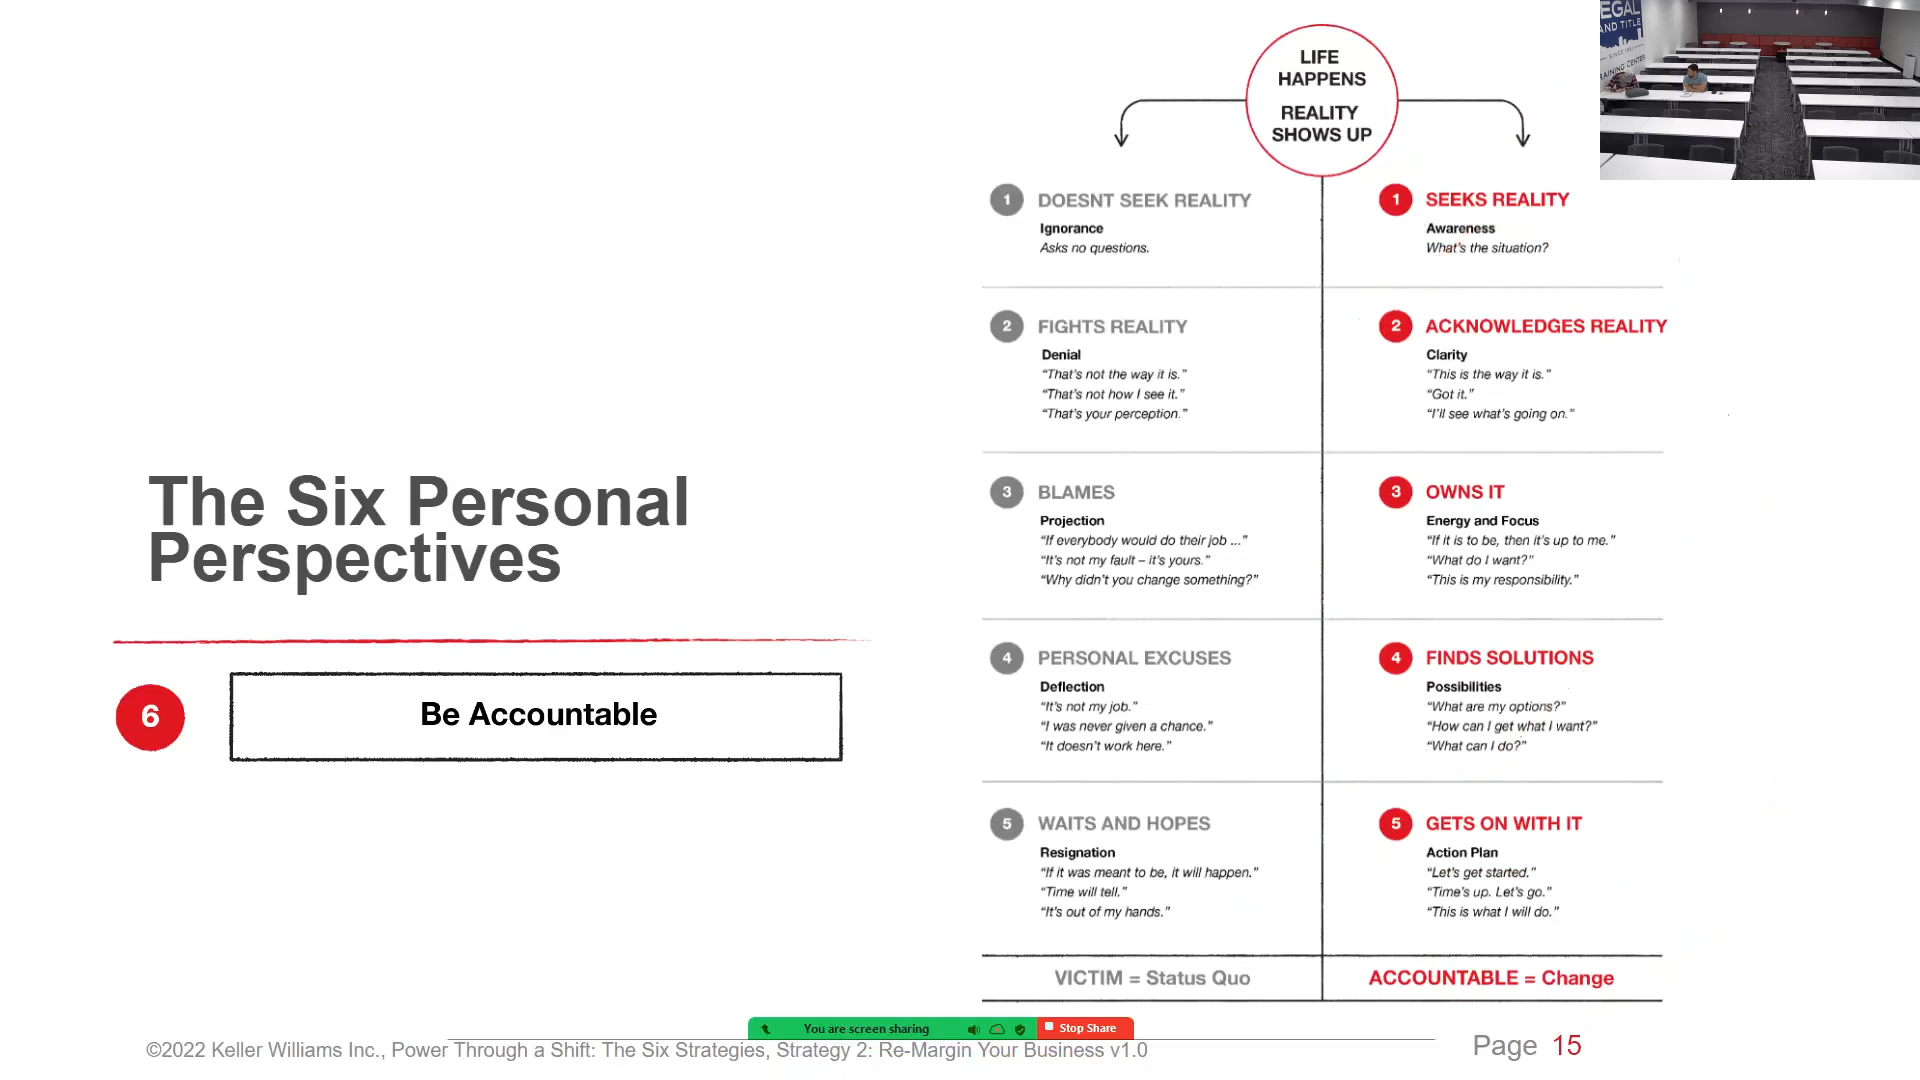 The Six Personal
Perspectives
6
Be Accountable
LIFE
HAPPENS
REALITY
SHOWS UP
1 DOESNT SEEK REALITY
Ignorance
Asks no questions.
2 FIGHTS REALITY
Denial
“That’s not the way it is.”
“That’s not how I see it.”
“That’s your perception.”
3 BLAMES
Projection
“If everybody would do their job ...”
“It’s not my fault – it’s yours.”
“Why didn’t you change something?”
4 PERSONAL EXCUSES
Deflection
“It’s not my job.”
“I was never given a chance.”
“It doesn’t work here.”
5 WAITS AND HOPES
Resignation
“If it was meant to be, it will happen.”
“Time will tell.”
“It’s out of my hands.”
VICTIM = Status Quo
1 SEEKS REALITY
Awareness
What’s the situation?
2 ACKNOWLEDGES REALITY
Clarity
“This is the way it is.”
“Got it.”
“I’ll see what’s going on.”
3 OWNS IT
Energy and Focus
“If it is to be, then it’s up to me.”
“What do I want?”
“This is my responsibility.”
4 FINDS SOLUTIONS
Possibilities
“What are my options?”
“How can I get what I want?”
“What can I do?”
5 GETS ON WITH IT
Action Plan
“Let’s get started.”
“Time’s up. Let’s go.”
“This is what I will do.”
ACCOUNTABLE = Change
EGAL
AND TITLE
RAINING CENTER
You are screen sharing
Stop Share
©2022 Keller Williams Inc., Power Through a Shift: The Six Strategies, Strategy 2: Re-Margin Your Business v1.0
Page 15